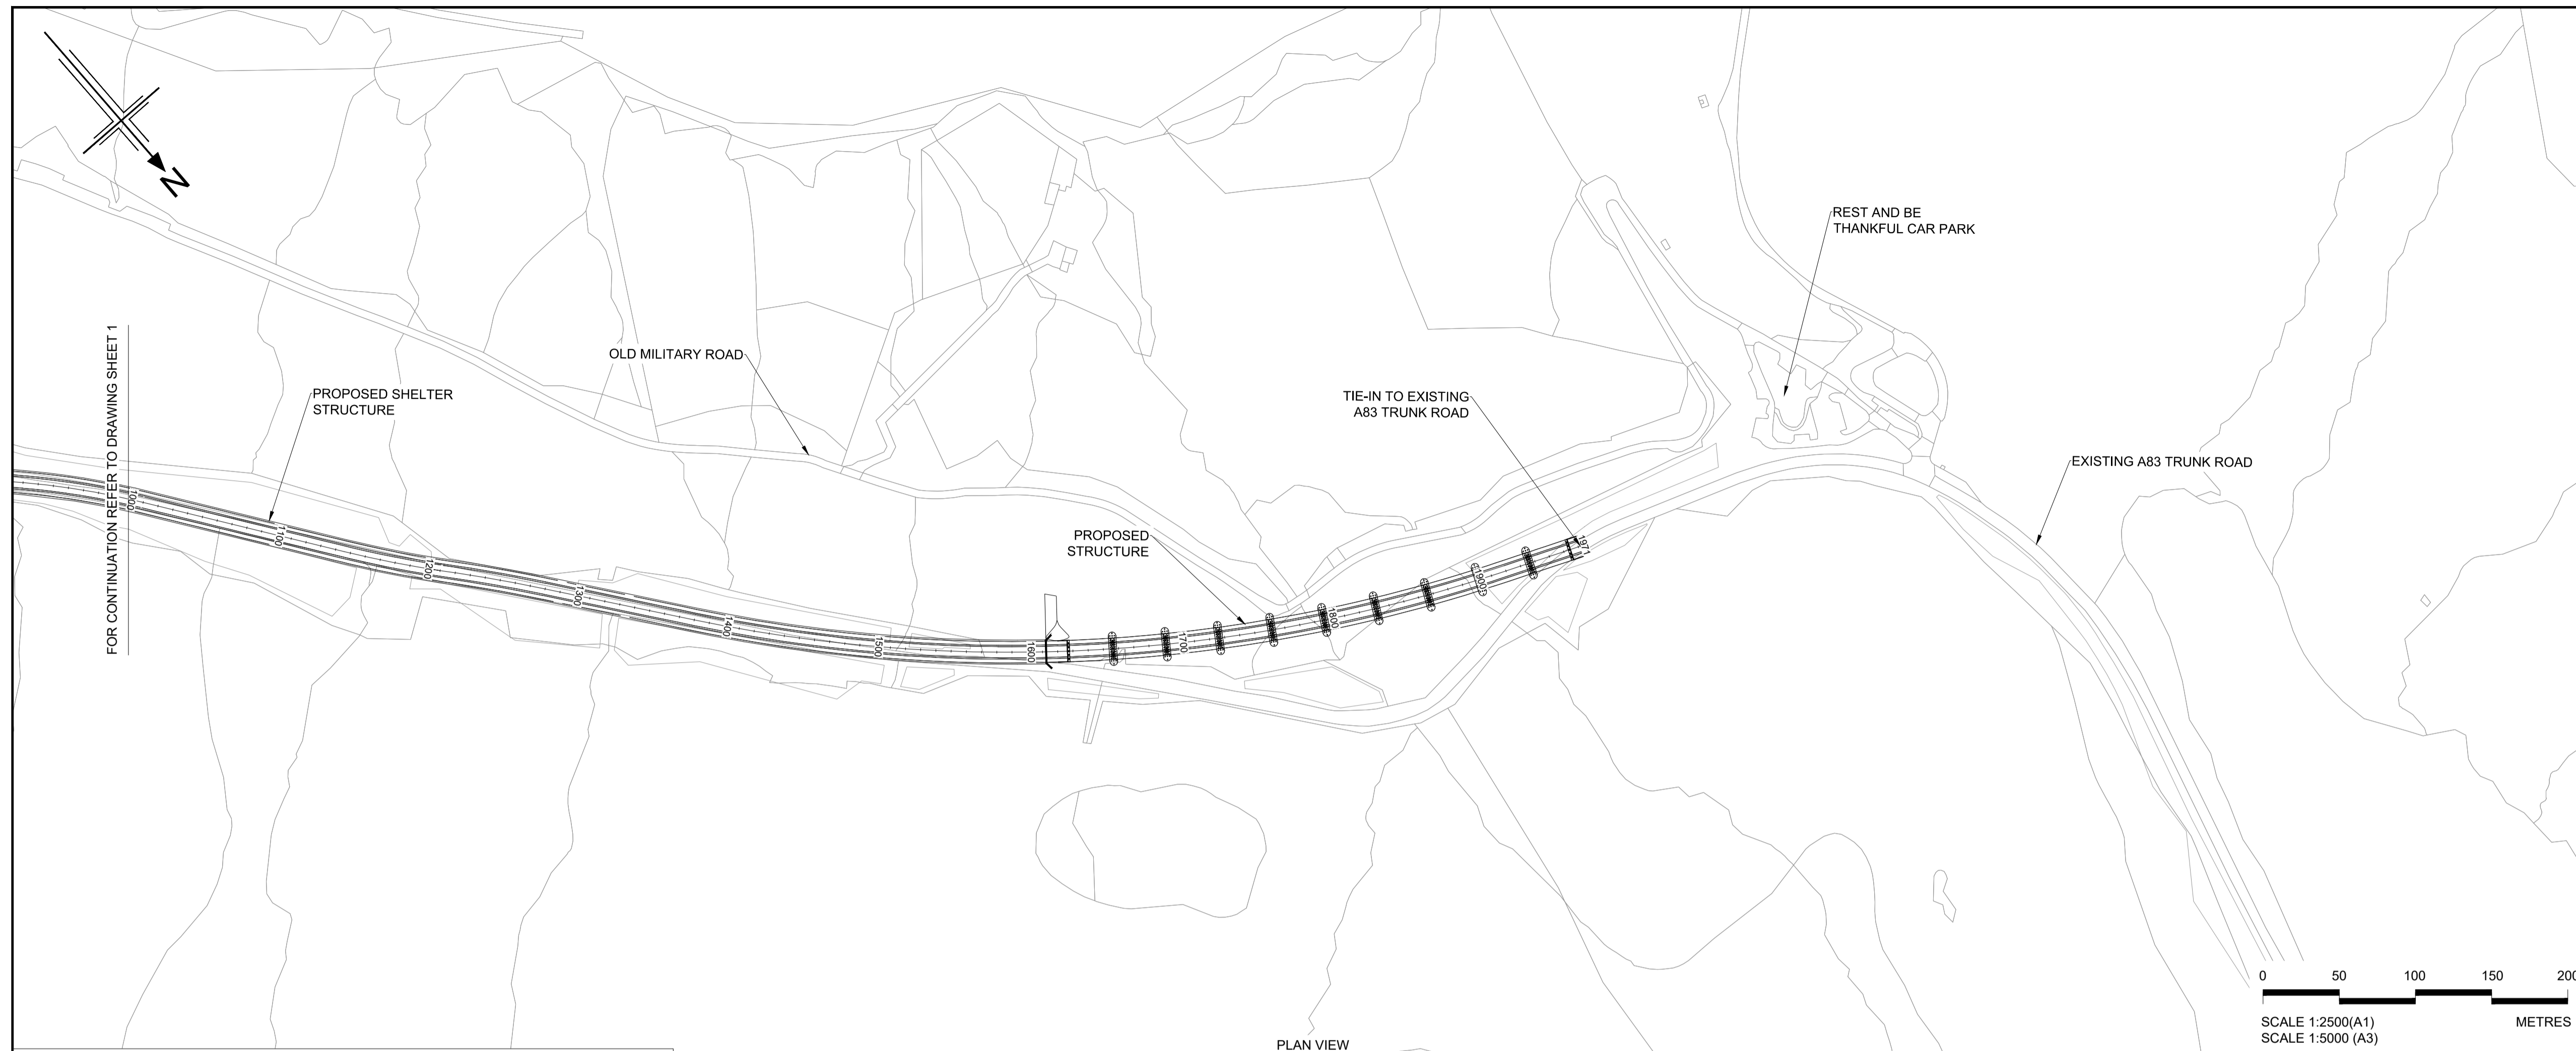 N
REST AND BE
THANKFUL CAR PARK
OLD MILITARY ROAD
FOR CONTINUATION REFER TO DRAWING SHEET 1
PROPOSED SHELTER
STRUCTURE
TIE-IN TO EXISTING
A83 TRUNK ROAD
EXISTING A83 TRUNK ROAD
PROPOSED
STRUCTURE
1000
1100
1200
1300
1400
1500
1600
1700
1800
1900
1971
0 50 100 150 200
SCALE 1:2500(A1) METRES
SCALE 1:5000 (A3)
PLAN VIEW